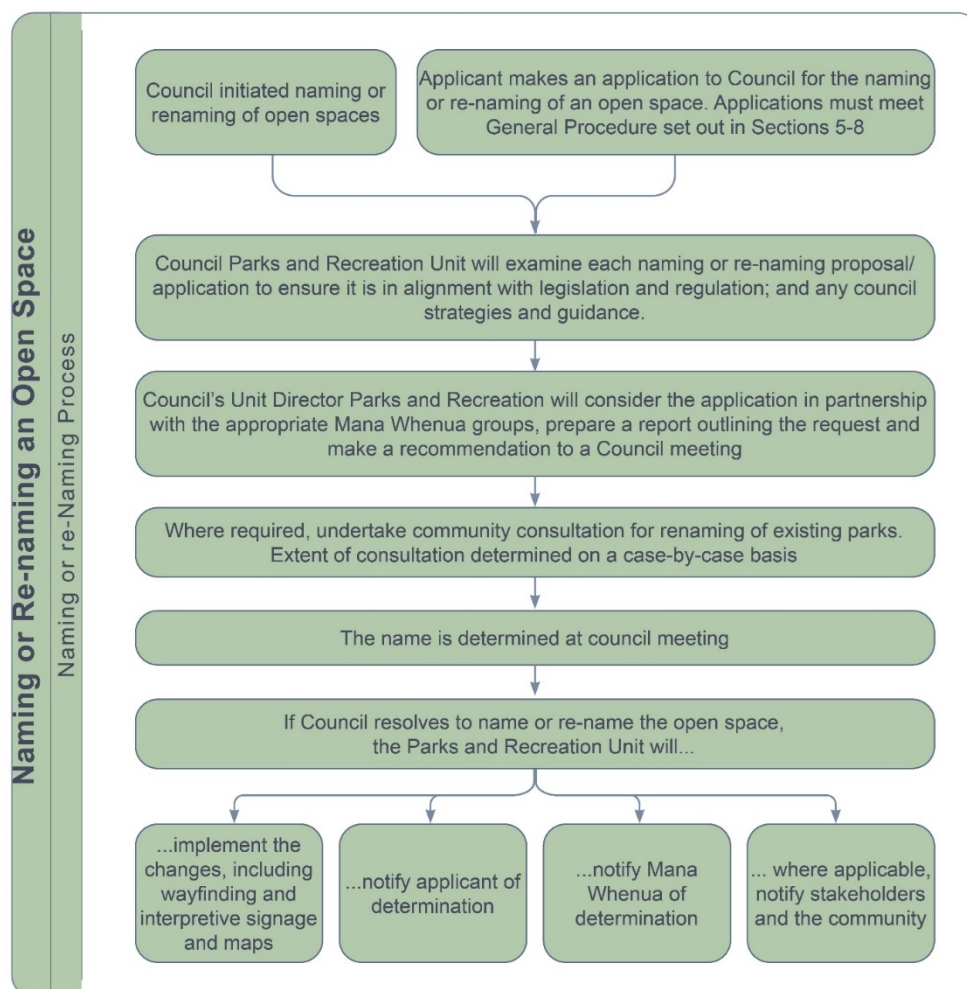 Naming or Re-naming an Open Space
Naming or re-Naming Process
Council initiated naming or
renaming of open spaces
Applicant makes an application to Council for the naming
or re-naming of an open space. Applications must meet
General Procedure set out in Sections 5-8
Council Parks and Recreation Unit will examine each naming or re-naming proposal/
application to ensure it is in alignment with legislation and regulation; and any council
strategies and guidance.
Council's Unit Director Parks and Recreation will consider the application in partnership
with the appropriate Mana Whenua groups, prepare a report outlining the request and
make a recommendation to a Council meeting
Where required, undertake community consultation for renaming of existing parks.
Extent of consultation determined on a case-by-case basis
The name is determined at council meeting
If Council resolves to name or re-name the open space,
the Parks and Recreation Unit will...
...implement the
changes, including
wayfinding and
interpretive signage
and maps
...notify applicant of
determination
...notify Mana
Whenua of
determination
... where applicable,
notify stakeholders
and the community